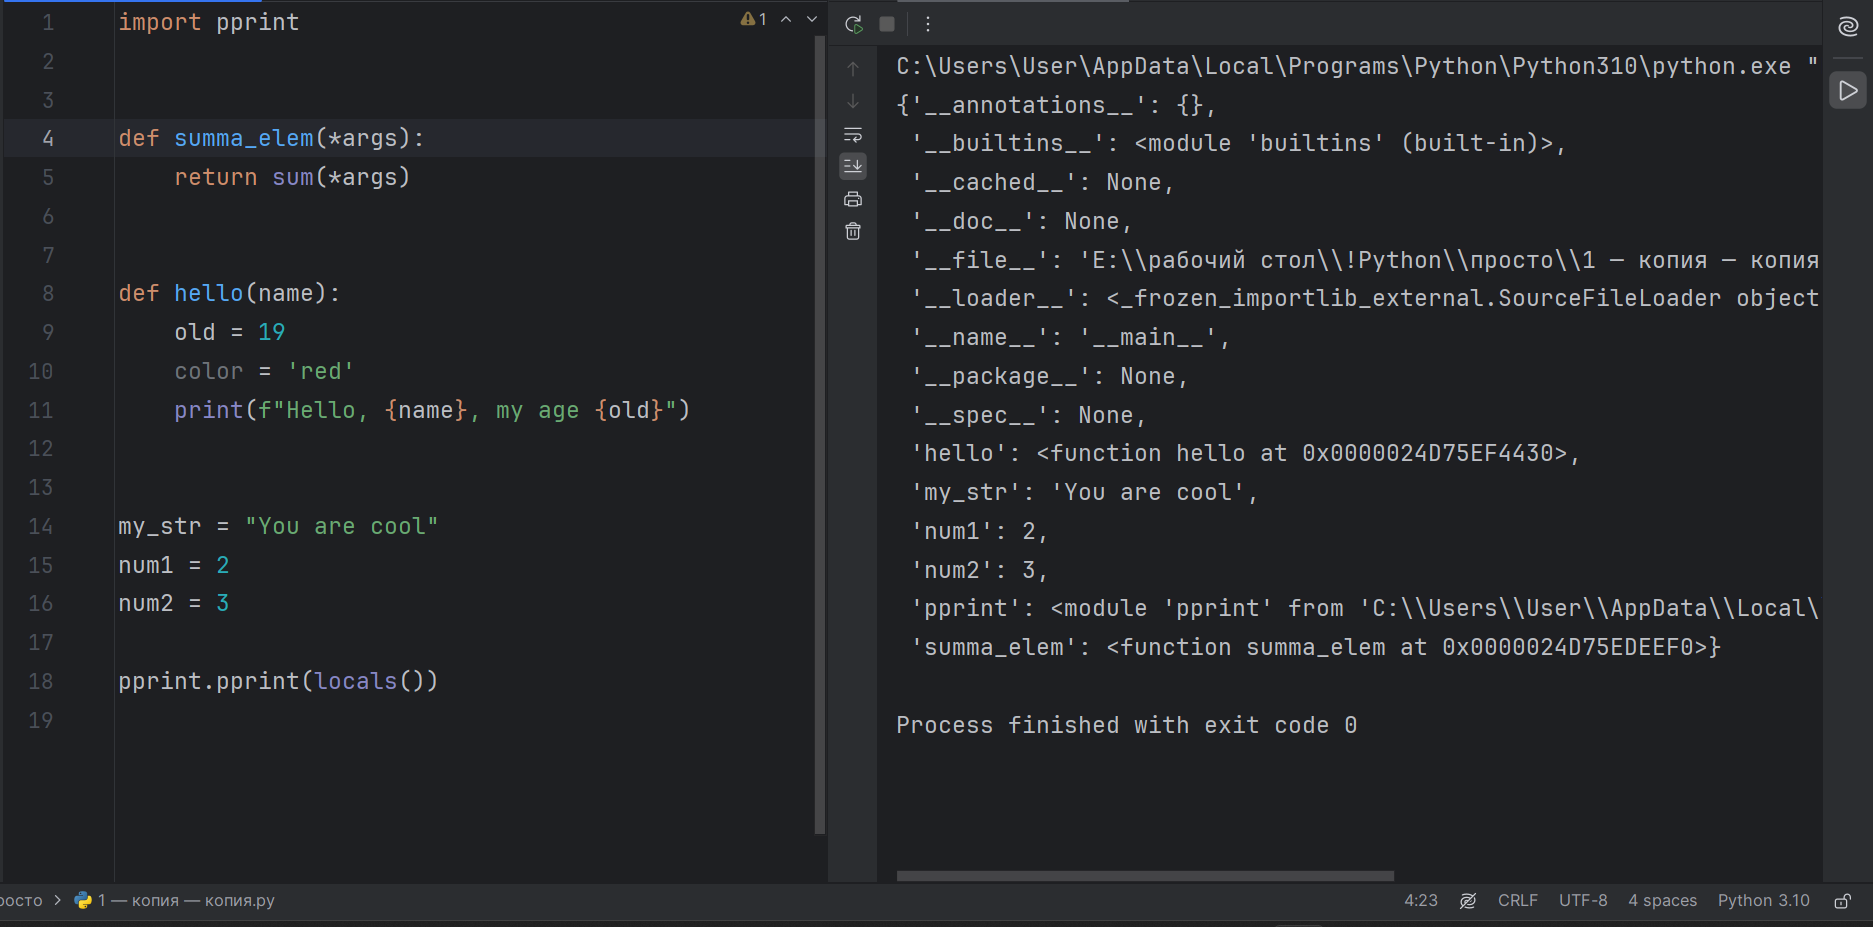 1 import pprint
2
3
4 def summa_elem(*args):
5     return sum(*args)
6
7
8 def hello(name):
9     old = 19
10     color = 'red'
11     print(f"Hello, {name}, my age {old}")
12
13
14 my_str = "You are cool"
15 num1 = 2
16 num2 = 3
17
18 pprint.pprint(locals())
19
1
C:\Users\User\AppData\Local\Programs\Python\Python310\python.exe "
{'__annotations__': {},
 '__builtins__': <module 'builtins' (built-in)>,
 '__cached__': None,
 '__doc__': None,
 '__file__': 'E:\\рабочий стол\\!Python\\просто\\1 — копия — копия
 '__loader__': <_frozen_importlib_external.SourceFileLoader object
 '__name__': '__main__',
 '__package__': None,
 '__spec__': None,
 'hello': <function hello at 0x0000024D75EF4430>,
 'my_str': 'You are cool',
 'num1': 2,
 'num2': 3,
 'pprint': <module 'pprint' from 'C:\\Users\\User\\AppData\\Local\
 'summa_elem': <function summa_elem at 0x0000024D75EDEEF0>}
Process finished with exit code 0
росто > 1 — копия — копия.py
4:23 CRLF UTF-8 4 spaces Python 3.10